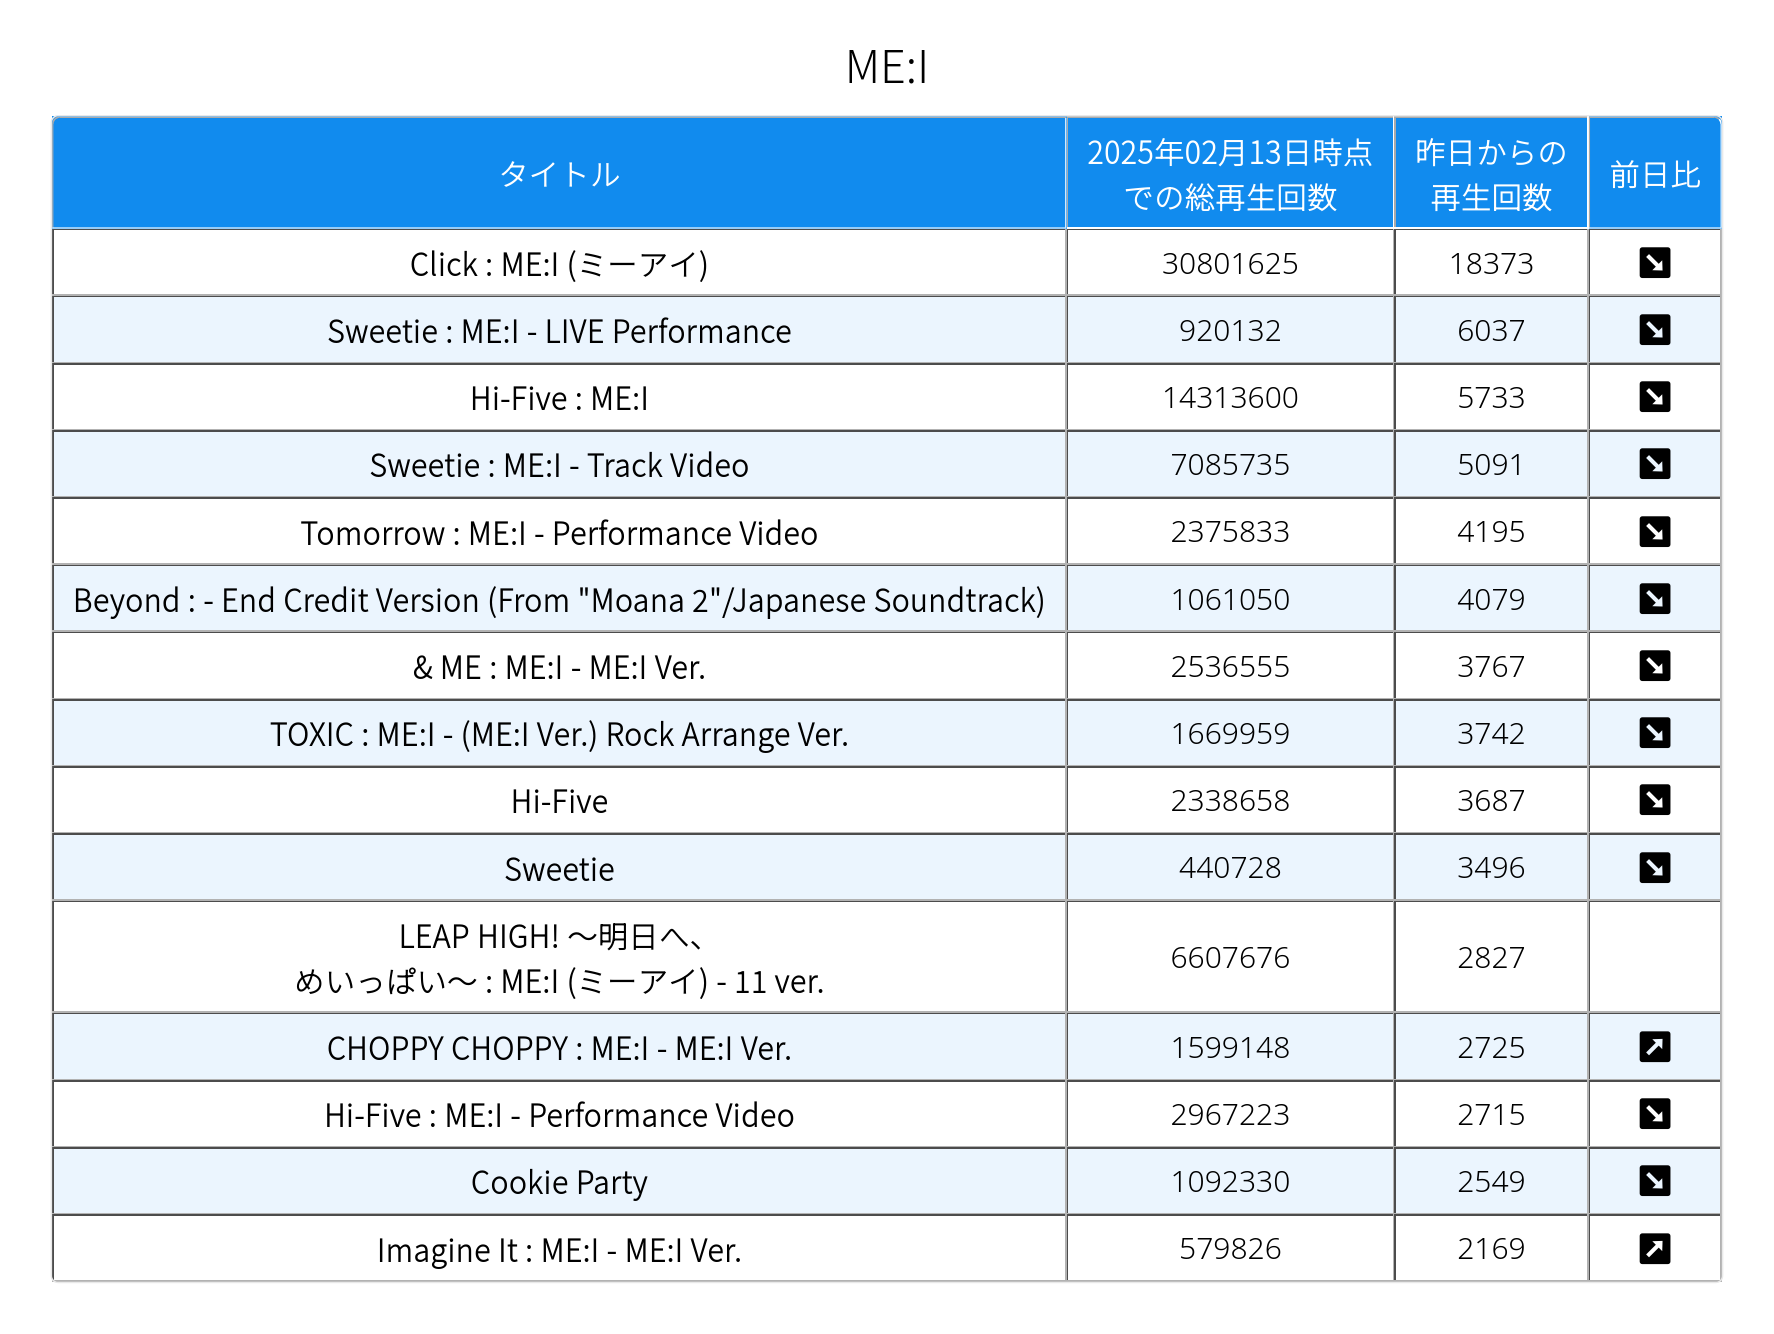 ME:I
タイトル
2025年02月13日時点
での総再生回数
昨日からの
再生回数
前日比
Click : ME:I (ミーアイ) 30801625 18373
Sweetie : ME:I - LIVE Performance 920132 6037
Hi-Five : ME:I 14313600 5733
Sweetie : ME:I - Track Video 7085735 5091
Tomorrow : ME:I - Performance Video 2375833 4195
Beyond : - End Credit Version (From "Moana 2"/Japanese Soundtrack) 1061050 4079
& ME : ME:I - ME:I Ver. 2536555 3767
TOXIC : ME:I - (ME:I Ver.) Rock Arrange Ver. 1669959 3742
Hi-Five 2338658 3687
Sweetie 440728 3496
LEAP HIGH! 〜明日へ、
めいっぱい〜 : ME:I (ミーアイ) - 11 ver. 6607676 2827
CHOPPY CHOPPY : ME:I - ME:I Ver. 1599148 2725
Hi-Five : ME:I - Performance Video 2967223 2715
Cookie Party 1092330 2549
Imagine It : ME:I - ME:I Ver. 579826 2169